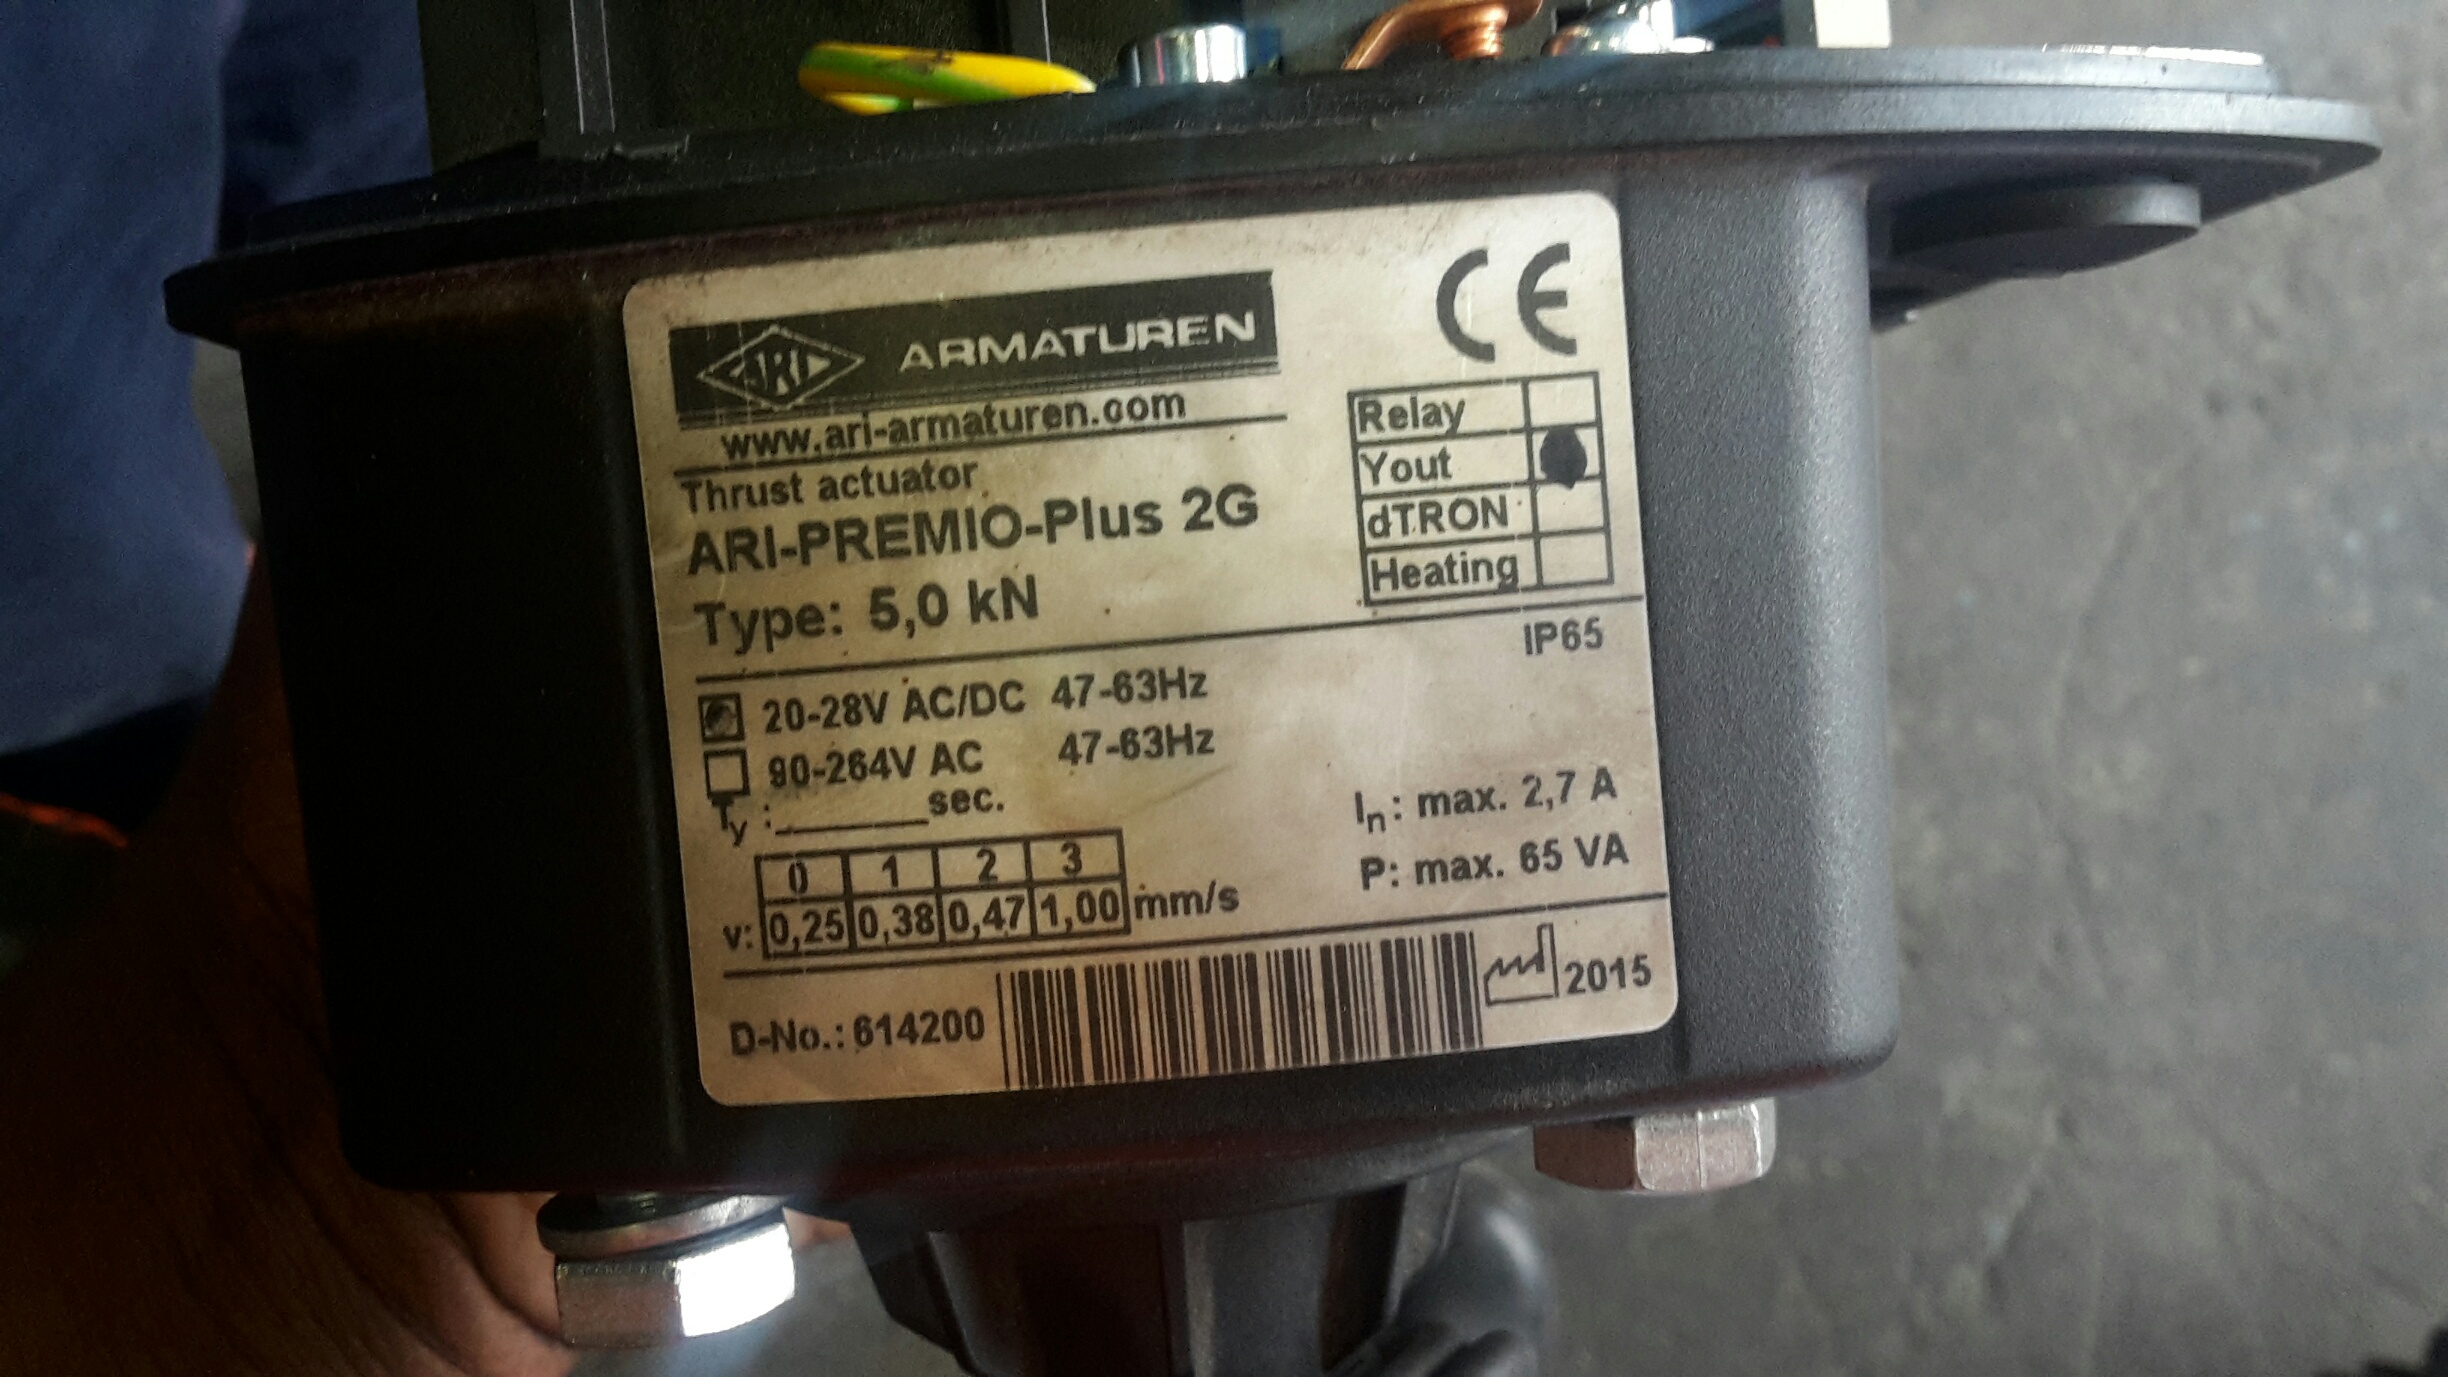 ARI ARMATUREN
CE
www.ari-armaturen.com
Thrust actuator
ARI-PREMIO-Plus 2G
Type: 5,0 kN
Relay
Yout
dTRON
Heating
IP65
20-28V AC/DC 47-63Hz
90-264V AC 47-63Hz
Ty :______sec.
In: max. 2,7 A
P: max. 65 VA
0 1 2 3
v: 0,25 0,38 0,47 1,00 mm/s
D-No.: 614200
2015